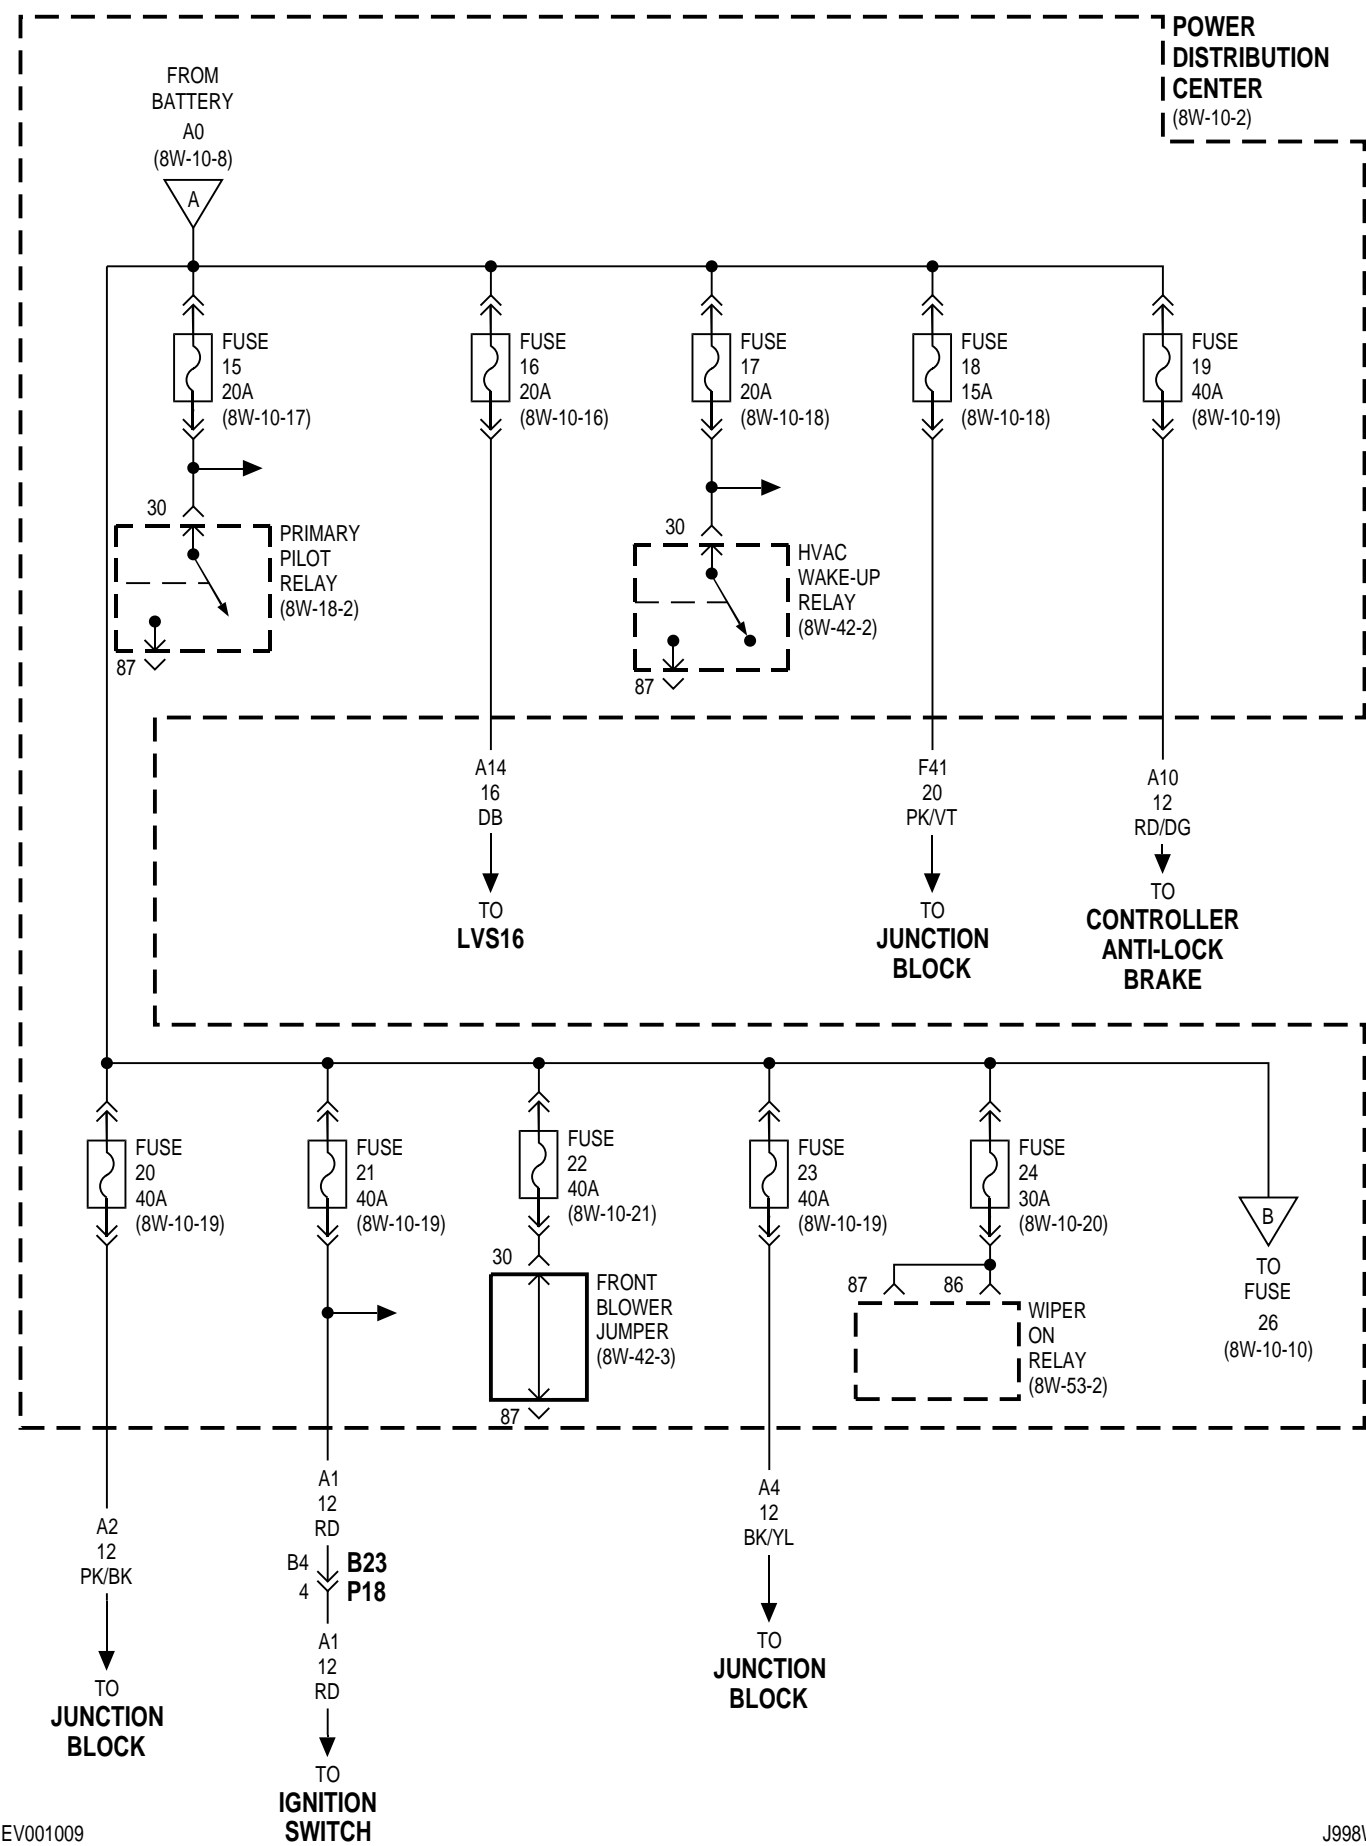 POWER
DISTRIBUTION
CENTER
(8W-10-2)
FROM
BATTERY
A0
(8W-10-8)
A
FUSE
15
20A
(8W-10-17)
FUSE
16
20A
(8W-10-16)
FUSE
17
20A
(8W-10-18)
FUSE
18
15A
(8W-10-18)
FUSE
19
40A
(8W-10-19)
30
PRIMARY
PILOT
RELAY
(8W-18-2)
87
30
HVAC
WAKE-UP
RELAY
(8W-42-2)
87
A14
16
DB
TO
LVS16
F41
20
PK/VT
TO
JUNCTION
BLOCK
A10
12
RD/DG
TO
CONTROLLER
ANTI-LOCK
BRAKE
FUSE
20
40A
(8W-10-19)
FUSE
21
40A
(8W-10-19)
FUSE
22
40A
(8W-10-21)
FUSE
23
40A
(8W-10-19)
FUSE
24
30A
(8W-10-20)
B
TO
FUSE
26
(8W-10-10)
30
FRONT
BLOWER
JUMPER
(8W-42-3)
87
87
86
WIPER
ON
RELAY
(8W-53-2)
A2
12
PK/BK
TO
JUNCTION
BLOCK
A1
12
RD
B4
B23
4
P18
A1
12
RD
TO
IGNITION
SWITCH
A4
12
BK/YL
TO
JUNCTION
BLOCK
EV001009